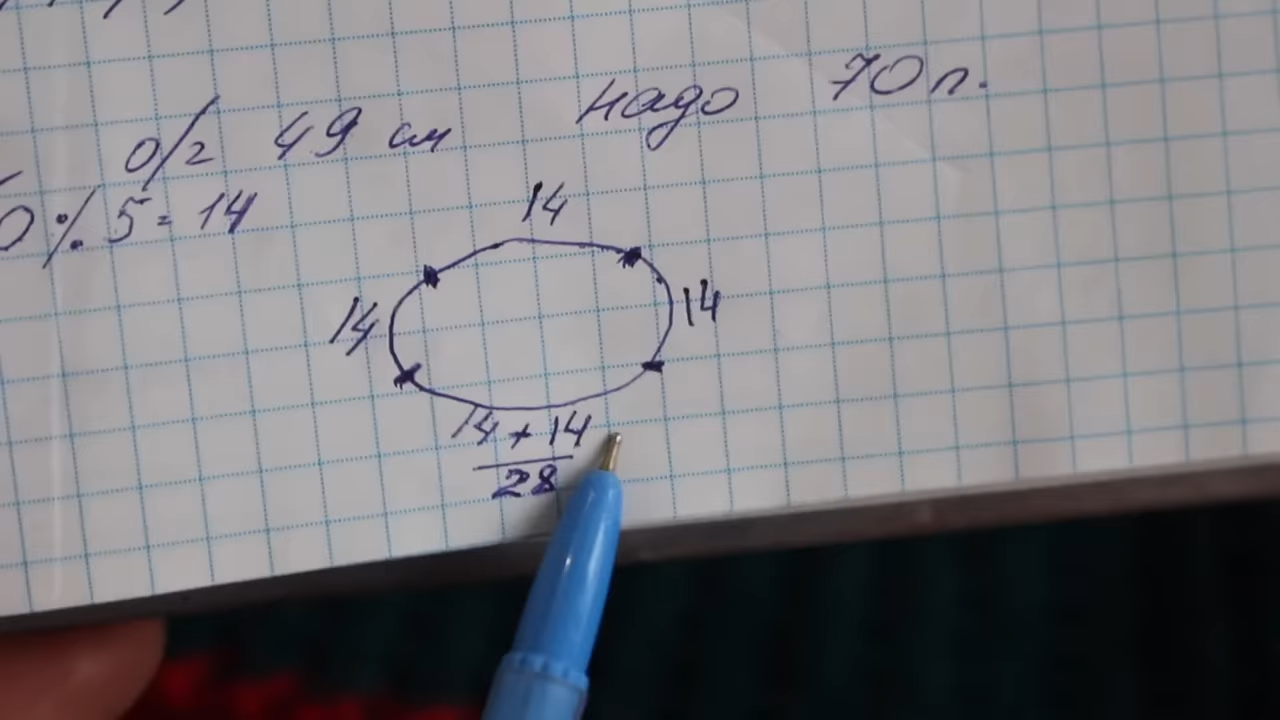 о/г 49 см надо 70 п.
0 % 5 = 14
14
14 14
14 + 14
28